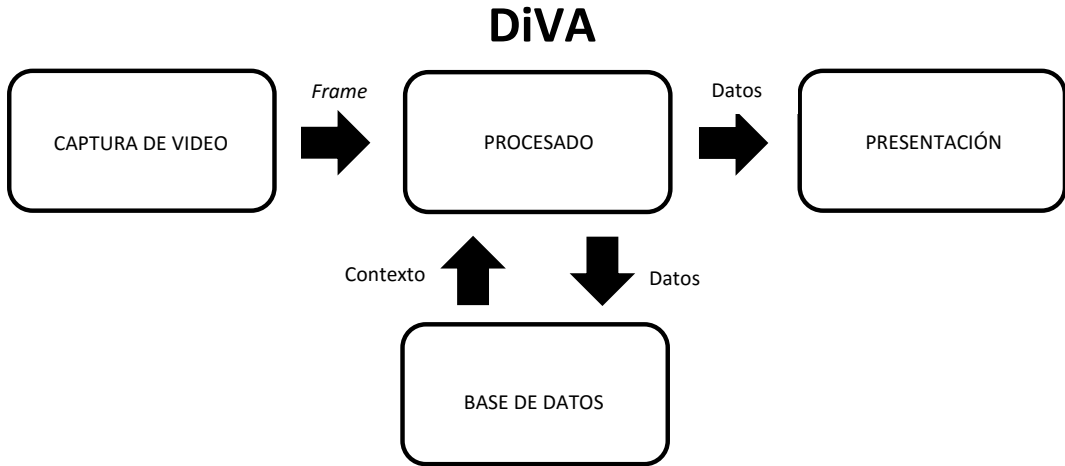 DiVA
Frame
Datos
CAPTURA DE VIDEO
PROCESADO
PRESENTACIÓN
Contexto
Datos
BASE DE DATOS